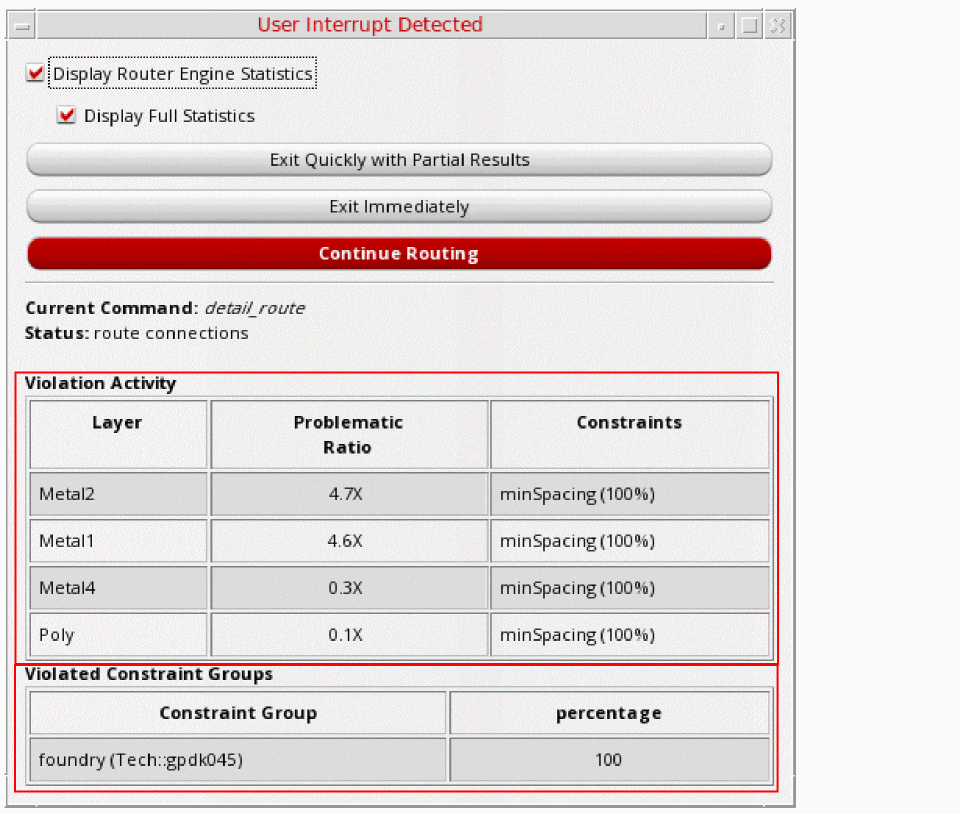 User Interrupt Detected
Display Router Engine Statistics
Display Full Statistics
Exit Quickly with Partial Results
Exit Immediately
Continue Routing
Current Command: detail_route
Status: route connections
Violation Activity
Layer Problematic Ratio Constraints
Metal2 4.7X minSpacing (100%)
Metal1 4.6X minSpacing (100%)
Metal4 0.3X minSpacing (100%)
Poly 0.1X minSpacing (100%)
Violated Constraint Groups
Constraint Group percentage
foundry (Tech::gpdk045) 100